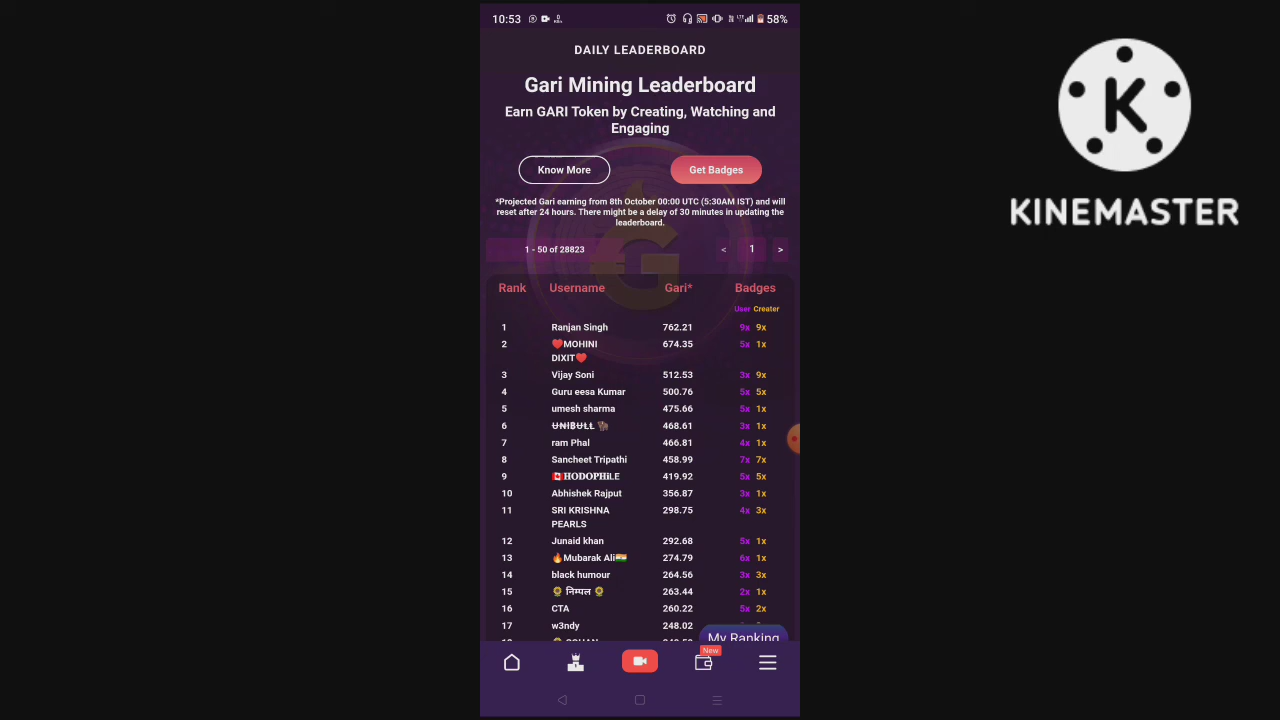 10:53
58%
DAILY LEADERBOARD
Gari Mining Leaderboard
Earn GARI Token by Creating, Watching and
Engaging
Know More
Get Badges
*Projected Gari earning from 8th October 00:00 UTC (5:30AM IST) and will
reset after 24 hours. There might be a delay of 30 minutes in updating the
leaderboard.
1 - 50 of 28823 < 1 >
Rank Username Gari* Badges
User Creater
1 Ranjan Singh 762.21 9x 9x
2 ❤️MOHINI 674.35 5x 1x
DIXIT❤️
3 Vijay Soni 512.53 3x 9x
4 Guru eesa Kumar 500.76 5x 5x
5 umesh sharma 475.66 5x 1x
6 U̶N̶I̶B̶U̶L̶L̶ 🐂 468.61 3x 1x
7 ram Phal 466.81 4x 1x
8 Sancheet Tripathi 458.99 7x 7x
9 🇨🇦𝐇𝐎𝐃𝐎𝐏𝐇𝐢LE 419.92 5x 5x
10 Abhishek Rajput 356.87 3x 1x
11 SRI KRISHNA 298.75 4x 3x
PEARLS
12 Junaid khan 292.68 5x 1x
13 🔥Mubarak Ali🇮🇳 274.79 6x 1x
14 black humour 264.56 3x 3x
15 🌻 निम्पल 🌻 263.44 2x 1x
16 CTA 260.22 5x 2x
17 w3ndy 248.02
My Ranking
New
K
KINEMASTER